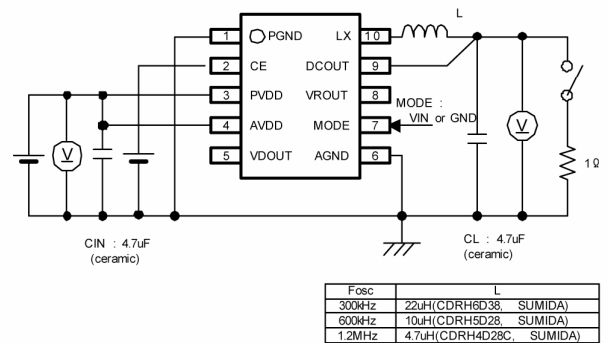 L
1 PGND LX 10
2 CE DCOUT 9
3 PVDD VROUT 8
4 AVDD MODE 7
5 VDOUT AGND 6
MODE :
VIN or GND
V
V
1Ω
CIN : 4.7uF
(ceramic)
CL : 4.7uF
(ceramic)
Fosc L
300kHz 22uH(CDRH6D38, SUMIDA)
600kHz 10uH(CDRH5D28, SUMIDA)
1.2MHz 4.7uH(CDRH4D28C, SUMIDA)